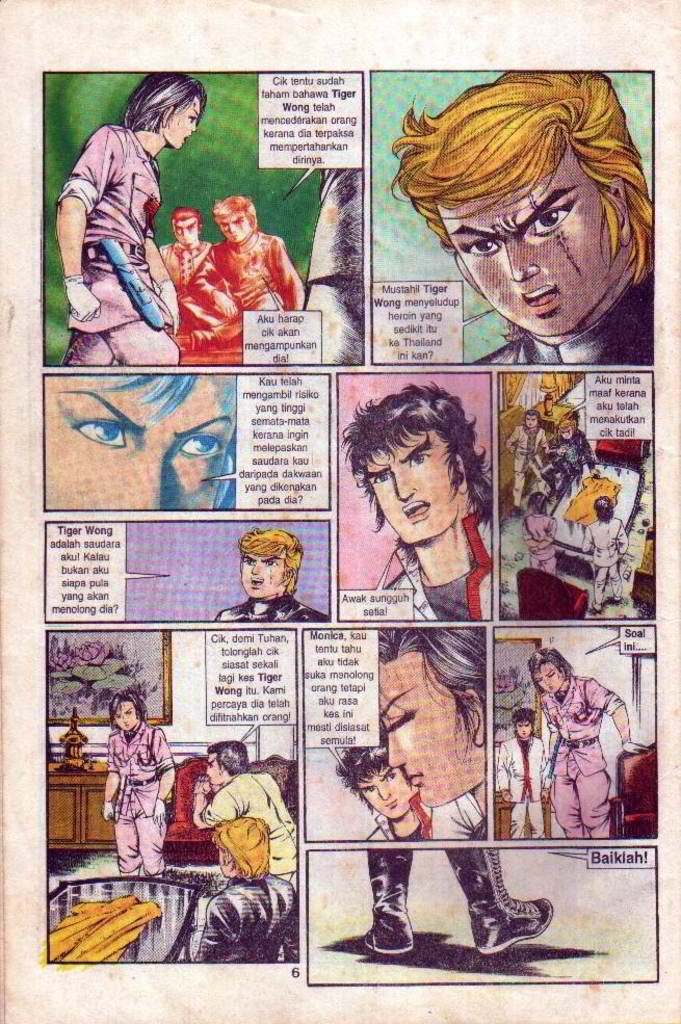 Cik tentu sudah
faham bahawa Tiger
Wong telah
mencederakan orang
kerana dia terpaksa
mempertahankan
dirinya.
Aku harap
cik akan
mengampunkan
dia!
Mustahil Tiger
Wong menyeludup
heroin yang
sedikit itu
ke Thailand
ini kan?
Kau telah
mengambil risiko
yang tinggi
semata-mata
kerana ingin
melepaskan
saudara kau
daripada dakwaan
yang dikenakan
pada dia?
Tiger Wong
adalah saudara
aku! Kalau
bukan aku
siapa pula
yang akan
menolong dia?
Awak sungguh
setia!
Aku minta
maaf kerana
aku telah
menakutkan
cik tadi!
Cik, demi Tuhan,
tolonglah cik
siasat sekali
lagi kes Tiger
Wong itu. Kami
percaya dia telah
difitnahkan orang!
Monica, kau
tentu tahu
aku tidak
suka menolong
orang tetapi
aku rasa
kes ini
mesti disiasat
semula!
Soal
ini....
Baiklah!
6